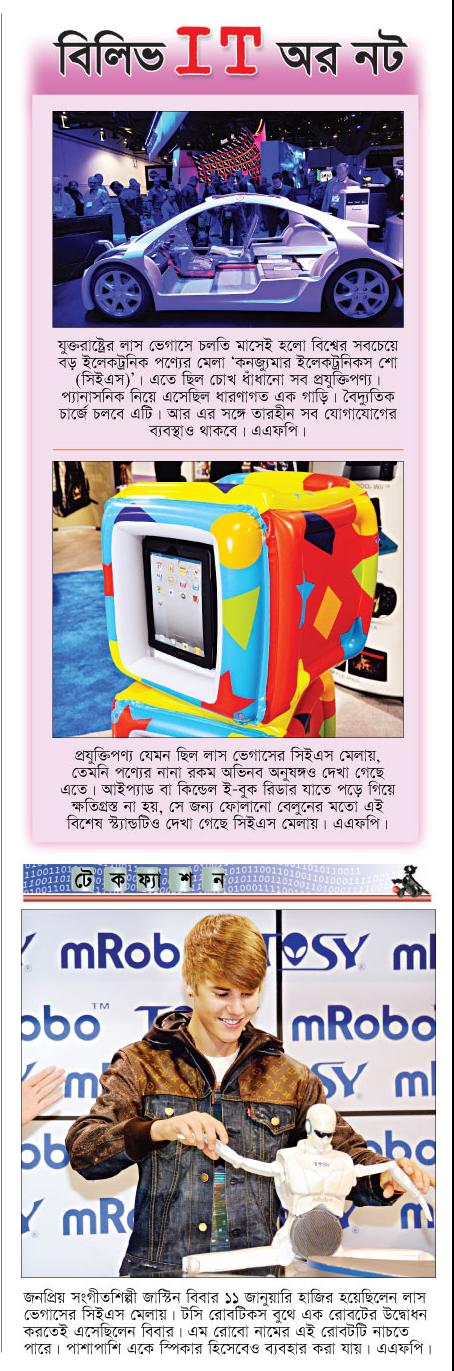 বিলিভ IT অর নট
যুক্তরাষ্ট্রের লাস ভেগাসে চলতি মাসেই হলো বিশ্বের সবচেয়ে
বড় ইলেকট্রনিক পণ্যের মেলা ‘কনজ্যুমার ইলেকট্রনিকস শো
(সিইএস)’। এতে ছিল চোখ ধাঁধানো সব প্রযুক্তিপণ্য।
প্যানাসনিক নিয়ে এসেছিল ধারণাগত এক গাড়ি। বৈদ্যুতিক
চার্জে চলবে এটি। আর এর সঙ্গে তারহীন সব যোগাযোগের
ব্যবস্থাও থাকবে। এএফপি।
প্রযুক্তিপণ্য যেমন ছিল লাস ভেগাসের সিইএস মেলায়,
তেমনি পণ্যের নানা রকম অভিনব অনুষঙ্গও দেখা গেছে
এতে। আইপ্যাড বা কিন্ডেল ই-বুক রিডার যাতে পড়ে গিয়ে
ক্ষতিগ্রস্ত না হয়, সে জন্য ফোলানো বেলুনের মতো এই
বিশেষ স্ট্যান্ডটিও দেখা গেছে সিইএস মেলায়। এএফপি।
টে ক ফ্যা শ ন
mRob TOSY m
obo ™ mRobo
SY
TOSY
mRobo
জনপ্রিয় সংগীতশিল্পী জাস্টিন বিবার ১১ জানুয়ারি হাজির হয়েছিলেন লাস
ভেগাসের সিইএস মেলায়। টসি রোবটিকস বুথে এক রোবটের উদ্বোধন
করতেই এসেছিলেন বিবার। এম রোবো নামের এই রোবটটি নাচতে
পারে। পাশাপাশি একে স্পিকার হিসেবেও ব্যবহার করা যায়। এএফপি।